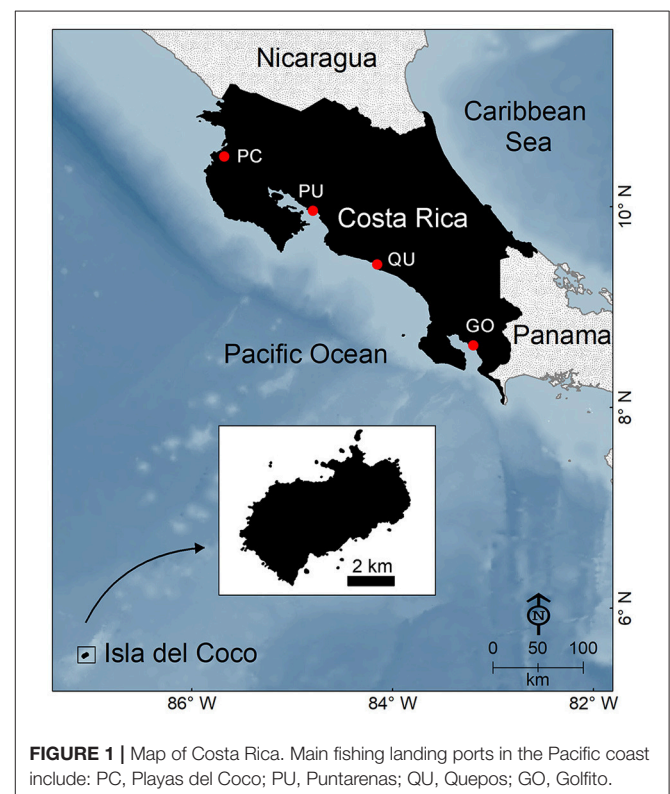 Nicaragua
Caribbean
Sea
PC
PU
Costa Rica
QU
GO
Panama
Pacific Ocean
10° N
8° N
6° N
2 km
Isla del Coco
N
0 50 100
km
86° W 84° W 82° W
FIGURE 1 | Map of Costa Rica. Main fishing landing ports in the Pacific coast
include: PC, Playas del Coco; PU, Puntarenas; QU, Quepos; GO, Golfito.